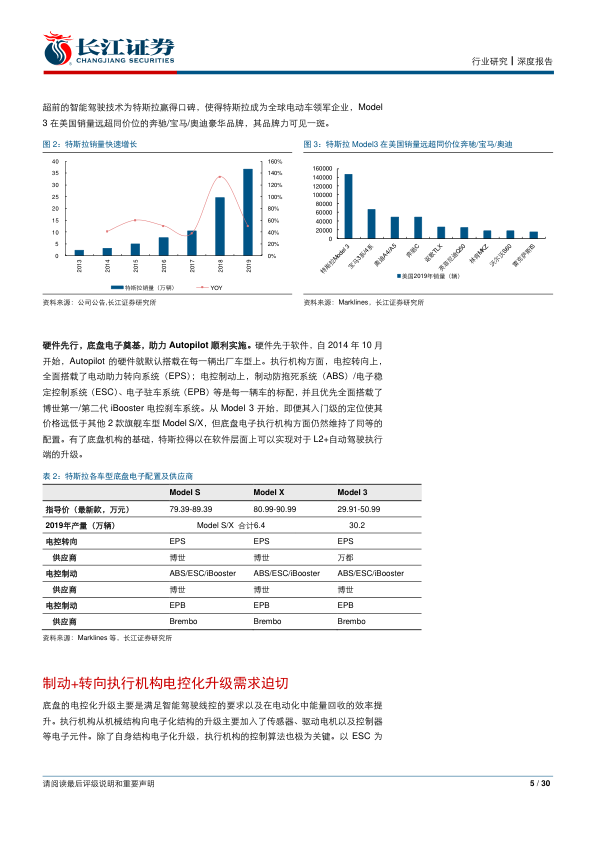 长江证券
CHANGJIANG SECURITIES
行业研究┃深度报告
超前的智能驾驶技术为特斯拉赢得口碑，使得特斯拉成为全球电动车领军企业，Model
3 在美国销量远超同价位的奔驰/宝马/奥迪豪华品牌，其品牌力可见一斑。
图 2：特斯拉销量快速增长
40
35
30
25
20
15
10
5
0
160%
140%
120%
100%
80%
60%
40%
20%
0%
2013
2014
2015
2016
2017
2018
2019
特斯拉销量（万辆）
YOY
资料来源：公司公告,长江证券研究所
图 3：特斯拉 Model3 在美国销量远超同价位奔驰/宝马/奥迪
160000
140000
120000
100000
80000
60000
40000
20000
0
特斯拉Model 3
宝马3系/4系
奥迪A4/A5
奔驰C
讴歌TLX
英菲尼迪Q50
林肯MKZ
沃尔沃S60
雷克萨斯IS
美国2019年销量（辆）
资料来源：Marklines，长江证券研究所
硬件先行，底盘电子奠基，助力 Autopilot 顺利实施。硬件先于软件，自 2014 年 10 月
开始，Autopilot 的硬件就默认搭载在每一辆出厂车型上。执行机构方面，电控转向上，
全面搭载了电动助力转向系统（EPS）；电控制动上，制动防抱死系统（ABS）/电子稳
定控制系统（ESC）、电子驻车系统（EPB）等是每一辆车的标配，并且优先全面搭载了
博世第一/第二代 iBooster 电控刹车系统。从 Model 3 开始，即便其入门级的定位使其
价格远低于其他 2 款旗舰车型 Model S/X，但底盘电子执行机构方面仍然维持了同等的
配置。有了底盘机构的基础，特斯拉得以在软件层面上可以实现对于 L2+自动驾驶执行
端的升级。
表 2：特斯拉各车型底盘电子配置及供应商
Model S Model X Model 3
指导价（最新款，万元） 79.39-89.39 80.99-90.99 29.91-50.99
2019年产量（万辆） Model S/X 合计6.4 30.2
电控转向 EPS EPS EPS
供应商 博世 博世 万都
电控制动 ABS/ESC/iBooster ABS/ESC/iBooster ABS/ESC/iBooster
供应商 博世 博世 博世
电控制动 EPB EPB EPB
供应商 Brembo Brembo Brembo
资料来源：Marklines 等，长江证券研究所
制动+转向执行机构电控化升级需求迫切
底盘的电控化升级主要是满足智能驾驶线控的要求以及在电动化中能量回收的效率提
升。执行机构从机械结构向电子化结构的升级主要加入了传感器、驱动电机以及控制器
等电子元件。除了自身结构电子化升级，执行机构的控制算法也极为关键。以 ESC 为
请阅读最后评级说明和重要声明
5 / 30